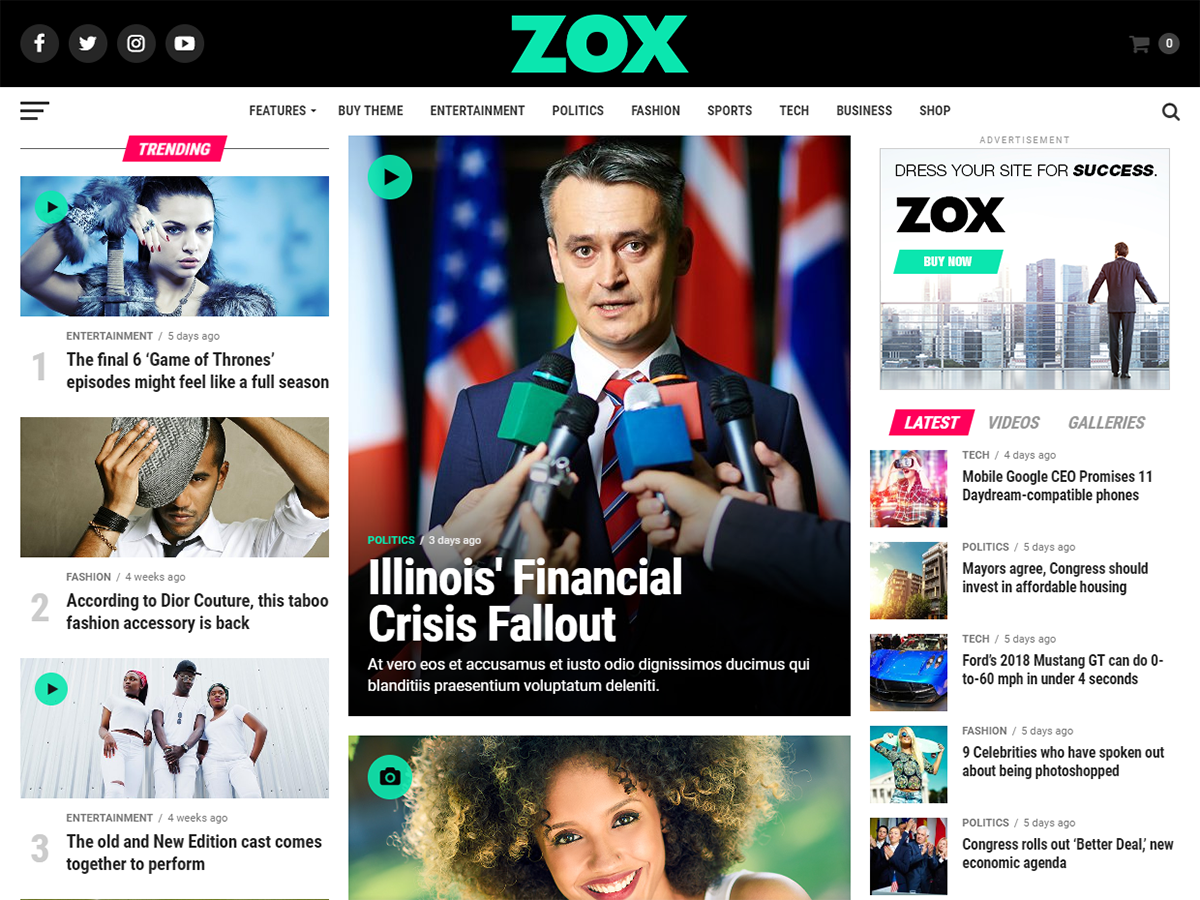 ZOX
0
FEATURES
BUY THEME
ENTERTAINMENT
POLITICS
FASHION
SPORTS
TECH
BUSINESS
SHOP
TRENDING
ENTERTAINMENT / 5 days ago
1
The final 6 ‘Game of Thrones’
episodes might feel like a full season
FASHION / 4 weeks ago
2
According to Dior Couture, this taboo
fashion accessory is back
ENTERTAINMENT / 4 weeks ago
3
The old and New Edition cast comes
together to perform
POLITICS / 3 days ago
Illinois' Financial
Crisis Fallout
At vero eos et accusamus et iusto odio dignissimos ducimus qui
blanditiis praesentium voluptatum deleniti.
ADVERTISEMENT
DRESS YOUR SITE FOR SUCCESS.
ZOX
BUY NOW
LATEST
VIDEOS
GALLERIES
TECH / 4 days ago
Mobile Google CEO Promises 11
Daydream-compatible phones
POLITICS / 5 days ago
Mayors agree, Congress should
invest in affordable housing
TECH / 5 days ago
Ford’s 2018 Mustang GT can do 0-
to-60 mph in under 4 seconds
FASHION / 5 days ago
9 Celebrities who have spoken out
about being photoshopped
POLITICS / 5 days ago
Congress rolls out ‘Better Deal,’ new
economic agenda